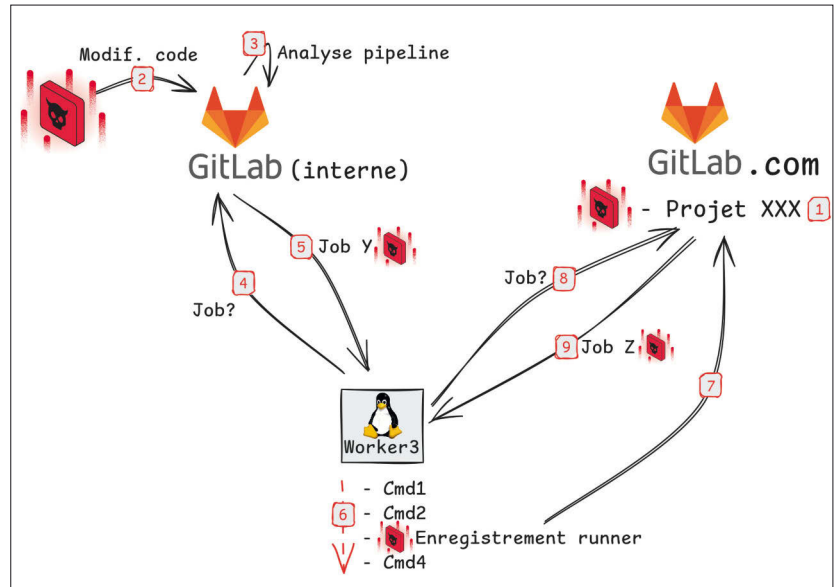 Modif. code
2
3
Analyse pipeline
GitLab (interne)
GitLab.com
- Projet XXX 1
5 Job Y
4
Job?
Job? 8
9 Job Z
7
Worker3
- Cmd1
6 - Cmd2
- Enregistrement runner
- Cmd4